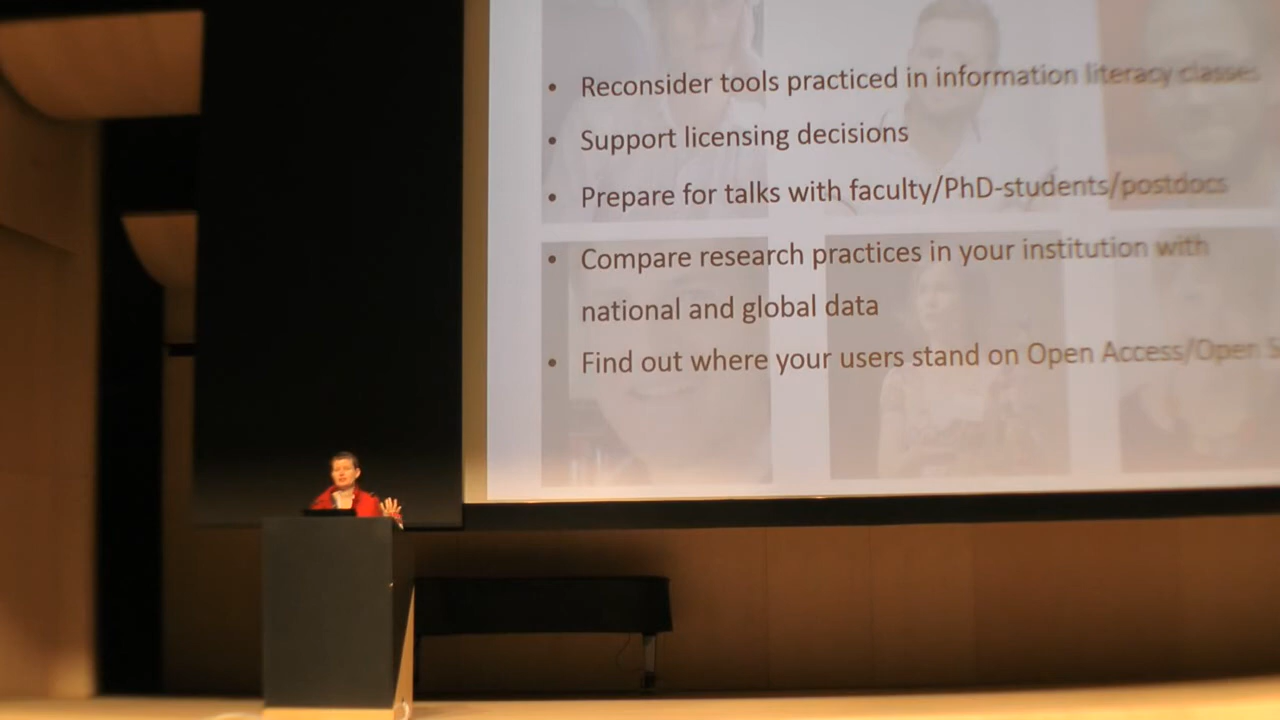 • Reconsider tools practiced in information literacy classes
• Support licensing decisions
• Prepare for talks with faculty/PhD-students/postdocs
• Compare research practices in your institution with
national and global data
• Find out where your users stand on Open Access/Open